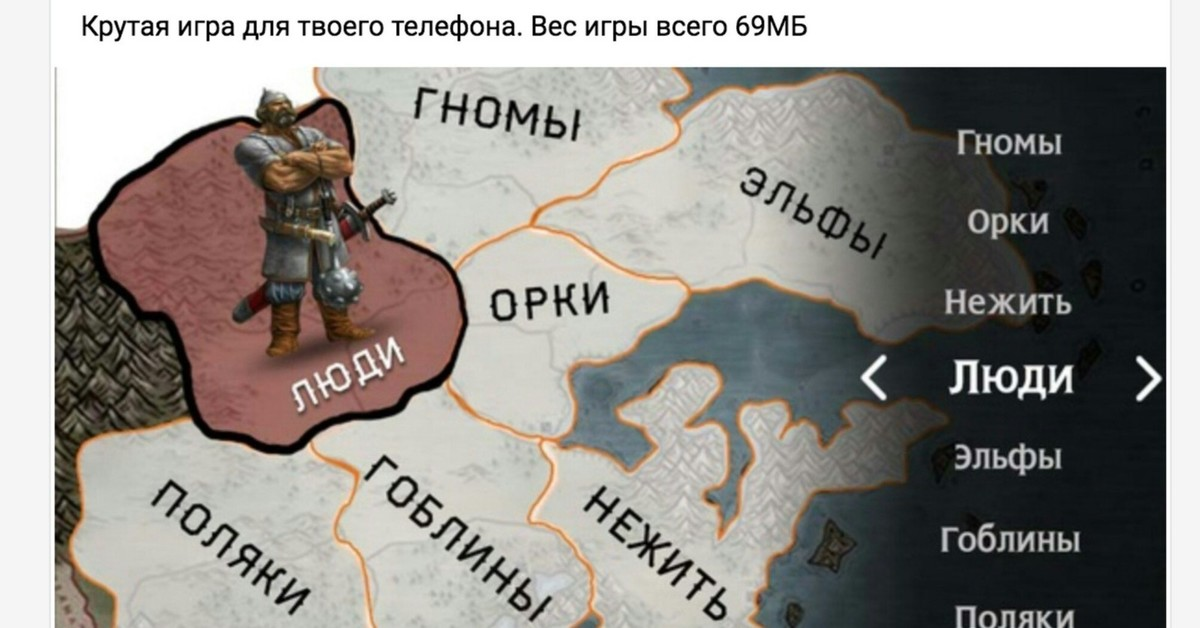 Крутая игра для твоего телефона. Вес игры всего 69МБ
ГНОМЫ
ЭЛЬФЫ
ОРКИ
ЛЮДИ
ПОЛЯКИ
ГОБЛИНЫ
НЕЖИТЬ
Гномы
Орки
Нежить
Люди
Эльфы
Гоблины
Поляки